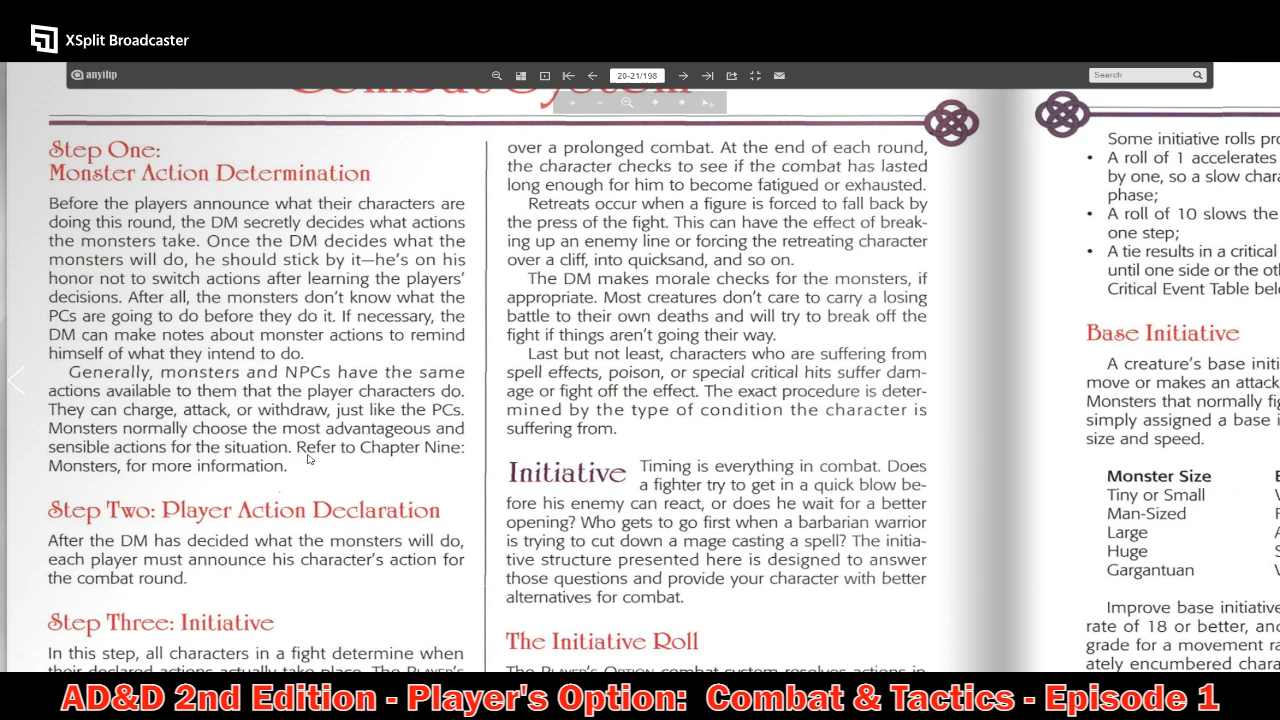 XSplit Broadcaster
anyflip
20-21/198
Search
Combat System
Step One:
Monster Action Determination
Before the players announce what their characters are
doing this round, the DM secretly decides what actions
the monsters take. Once the DM decides what the
monsters will do, he should stick by it—he's on his
honor not to switch actions after learning the players'
decisions. After all, the monsters don't know what the
PCs are going to do before they do it. If necessary, the
DM can make notes about monster actions to remind
himself of what they intend to do.
Generally, monsters and NPCs have the same
actions available to them that the player characters do.
They can charge, attack, or withdraw, just like the PCs.
Monsters normally choose the most advantageous and
sensible actions for the situation. Refer to Chapter Nine:
Monsters, for more information.
Step Two: Player Action Declaration
After the DM has decided what the monsters will do,
each player must announce his character's action for
the combat round.
Step Three: Initiative
In this step, all characters in a fight determine when
their declared actions actually take place. The PLAYER'S
over a prolonged combat. At the end of each round,
the character checks to see if the combat has lasted
long enough for him to become fatigued or exhausted.
Retreats occur when a figure is forced to fall back by
the press of the fight. This can have the effect of break-
ing up an enemy line or forcing the retreating character
over a cliff, into quicksand, and so on.
The DM makes morale checks for the monsters, if
appropriate. Most creatures don't care to carry a losing
battle to their own deaths and will try to break off the
fight if things aren't going their way.
Last but not least, characters who are suffering from
spell effects, poison, or special critical hits suffer dam-
age or fight off the effect. The exact procedure is deter-
mined by the type of condition the character is
suffering from.
Initiative Timing is everything in combat. Does
a fighter try to get in a quick blow be-
fore his enemy can react, or does he wait for a better
opening? Who gets to go first when a barbarian warrior
is trying to cut down a mage casting a spell? The initia-
tive structure presented here is designed to answer
those questions and provide your character with better
alternatives for combat.
The Initiative Roll
The PLAYER'S OPTION combat system resolves actions in
Some initiative rolls pro
• A roll of 1 accelerates
by one, so a slow chara
phase;
• A roll of 10 slows the
one step;
• A tie results in a critical
until one side or the oth
Critical Event Table bel
Base Initiative
A creature's base initi
move or makes an attack
Monsters that normally fig
simply assigned a base i
size and speed.
Monster Size
Tiny or Small
Man-Sized
Large
Huge
Gargantuan
Improve base initiative
rate of 18 or better, and
grade for a movement ra
ately encumbered chara
AD&D 2nd Edition - Player's Option: Combat & Tactics - Episode 1